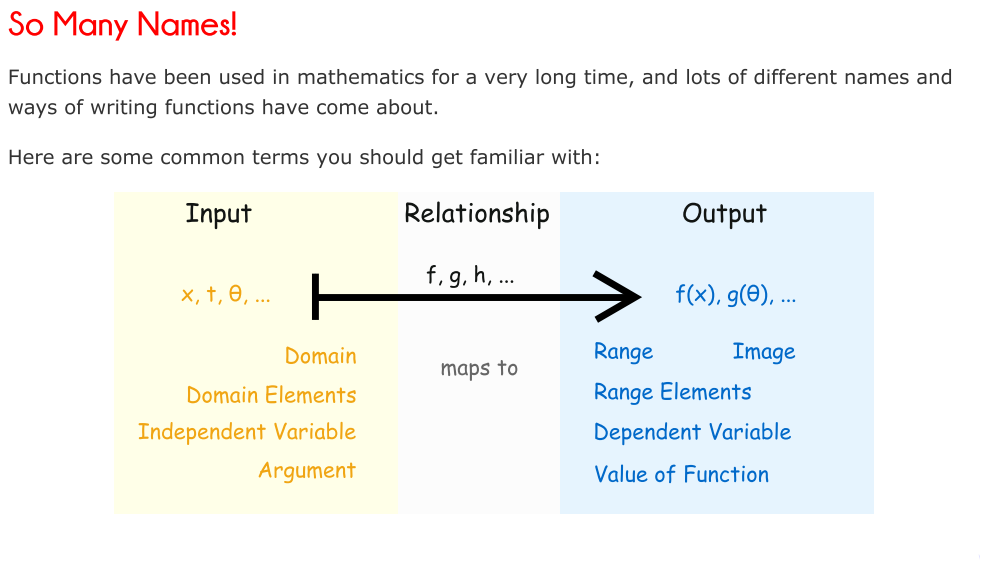 So Many Names!
Functions have been used in mathematics for a very long time, and lots of different names and
ways of writing functions have come about.
Here are some common terms you should get familiar with:
Input Relationship Output
f, g, h, ...
x, t, θ, ... f(x), g(θ), ...
Domain maps to Range Image
Domain Elements Range Elements
Independent Variable Dependent Variable
Argument Value of Function